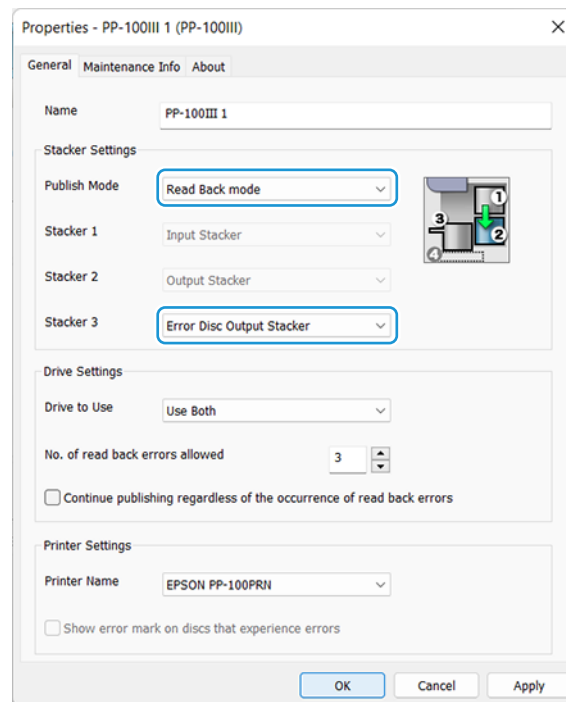 Properties - PP-100III 1 (PP-100III)
General Maintenance Info About
Name PP-100III 1
Stacker Settings
Publish Mode Read Back mode
Stacker 1 Input Stacker
Stacker 2 Output Stacker
Stacker 3 Error Disc Output Stacker
1
3
2
4
Drive Settings
Drive to Use Use Both
No. of read back errors allowed 3
Continue publishing regardless of the occurrence of read back errors
Printer Settings
Printer Name EPSON PP-100PRN
Show error mark on discs that experience errors
OK Cancel Apply